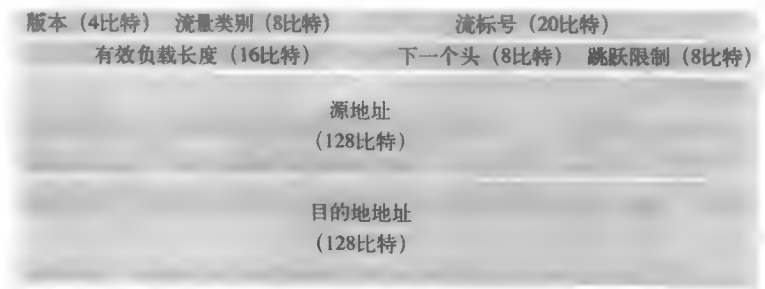 版本（4比特） 流量类别（8比特） 流标号（20比特）
有效负载长度（16比特） 下一个头（8比特） 跳跃限制（8比特）
源地址
（128比特）
目的地地址
（128比特）